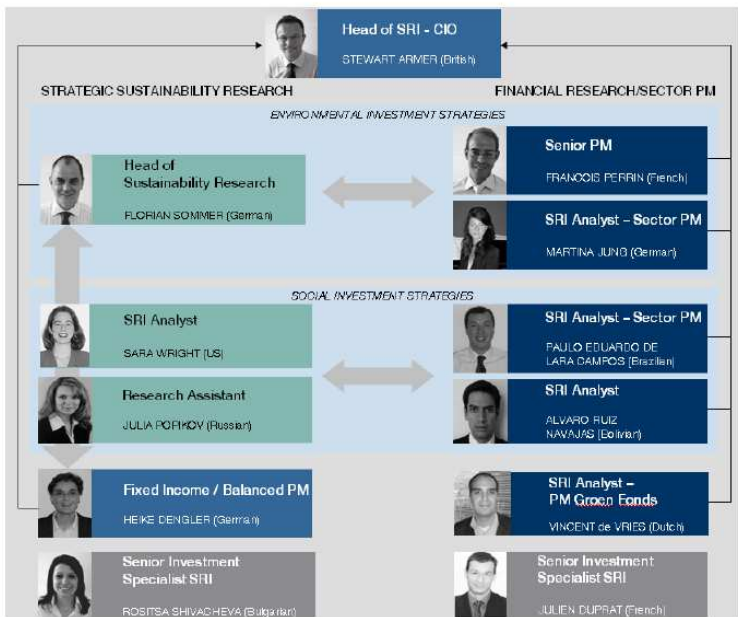 Head of SRI - CIO
STEWART ARMER (British)
STRATEGIC SUSTAINABILITY RESEARCH
FINANCIAL RESEARCH/SECTOR PM
ENVIRONMENTAL INVESTMENT STRATEGIES
Head of
Sustainability Research
FLORIAN SOMMER (German)
Senior PM
FRANCOIS PERRIN (French)
SRI Analyst – Sector PM
MARTINA JUNG (German)
SOCIAL INVESTMENT STRATEGIES
SRI Analyst
SARA WRIGHT (US)
Research Assistant
JULIA POPIKOV (Russian)
SRI Analyst – Sector PM
PAULO EDUARDO DE
LARA CAMPOS (Brazilian)
SRI Analyst
ALVARO RUIZ
NAVAJAS (Bolivian)
Fixed Income / Balanced PM
HEIKE DENGLER (German)
SRI Analyst –
PM Groen Fonds
VINCENT de VRIES (Dutch)
Senior Investment
Specialist SRI
ROSITSA SHIVACHEVA (Bulgarian)
Senior Investment
Specialist SRI
JULIEN DUPRAT (French)